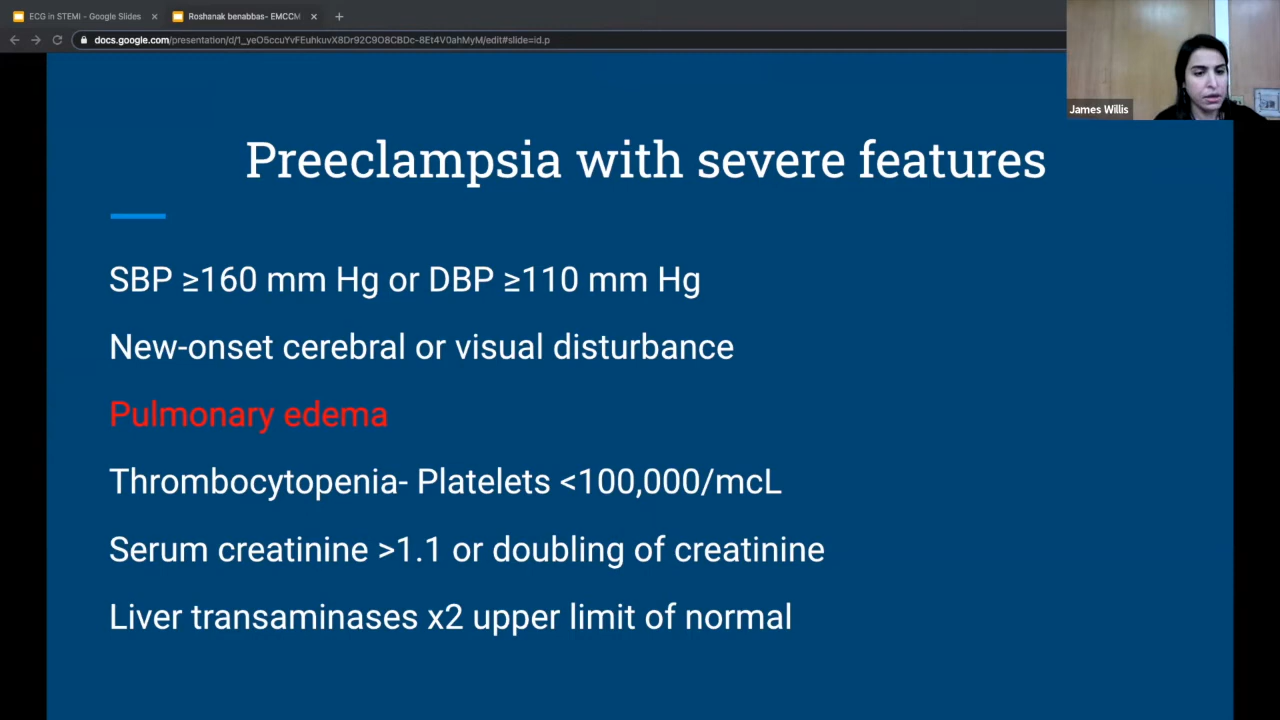 ECG in STEMI - Google Slides
Roshanak benabbas- EMCCM
docs.google.com/presentation/d/1_yeO5ccuYvFEuhkuvX8Dr92C9O8CBDc-8Et4V0ahMyM/edit#slide=id.p
James Willis
Preeclampsia with severe features
SBP ≥160 mm Hg or DBP ≥110 mm Hg
New-onset cerebral or visual disturbance
Pulmonary edema
Thrombocytopenia- Platelets <100,000/mcL
Serum creatinine >1.1 or doubling of creatinine
Liver transaminases x2 upper limit of normal